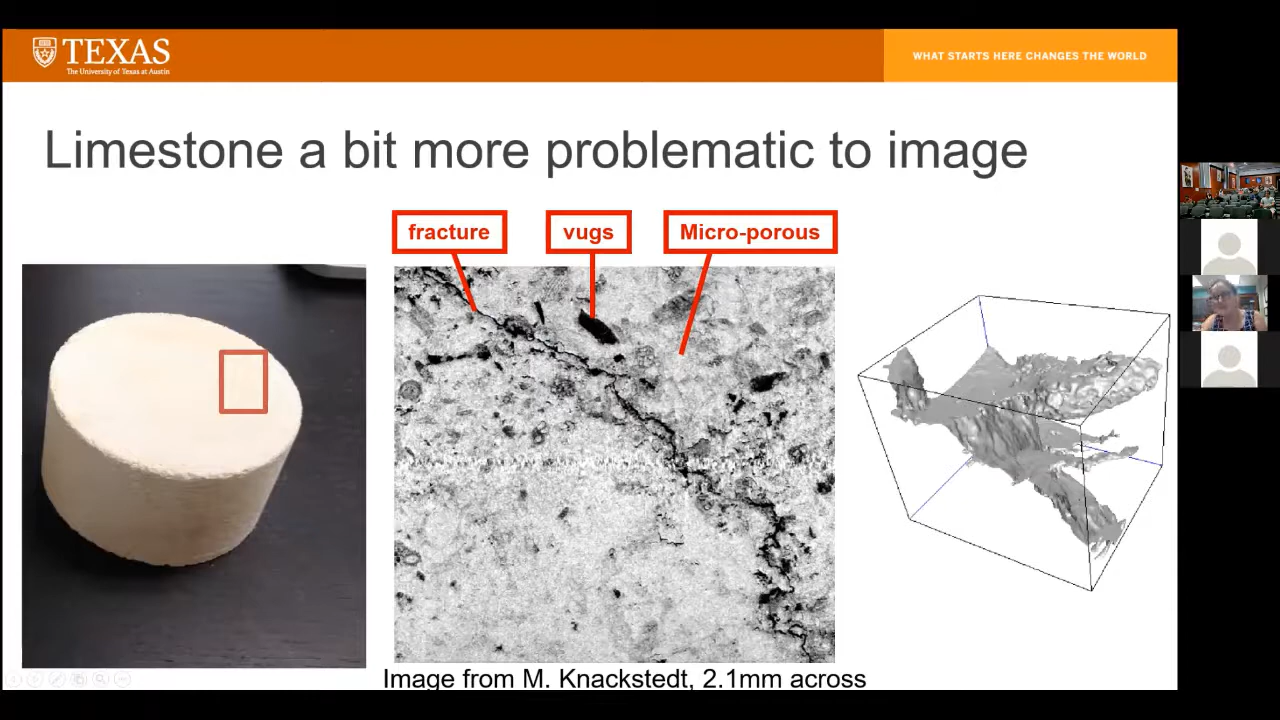 TEXAS
The University of Texas at Austin
WHAT STARTS HERE CHANGES THE WORLD
Limestone a bit more problematic to image
fracture
vugs
Micro-porous
Image from M. Knackstedt, 2.1mm across